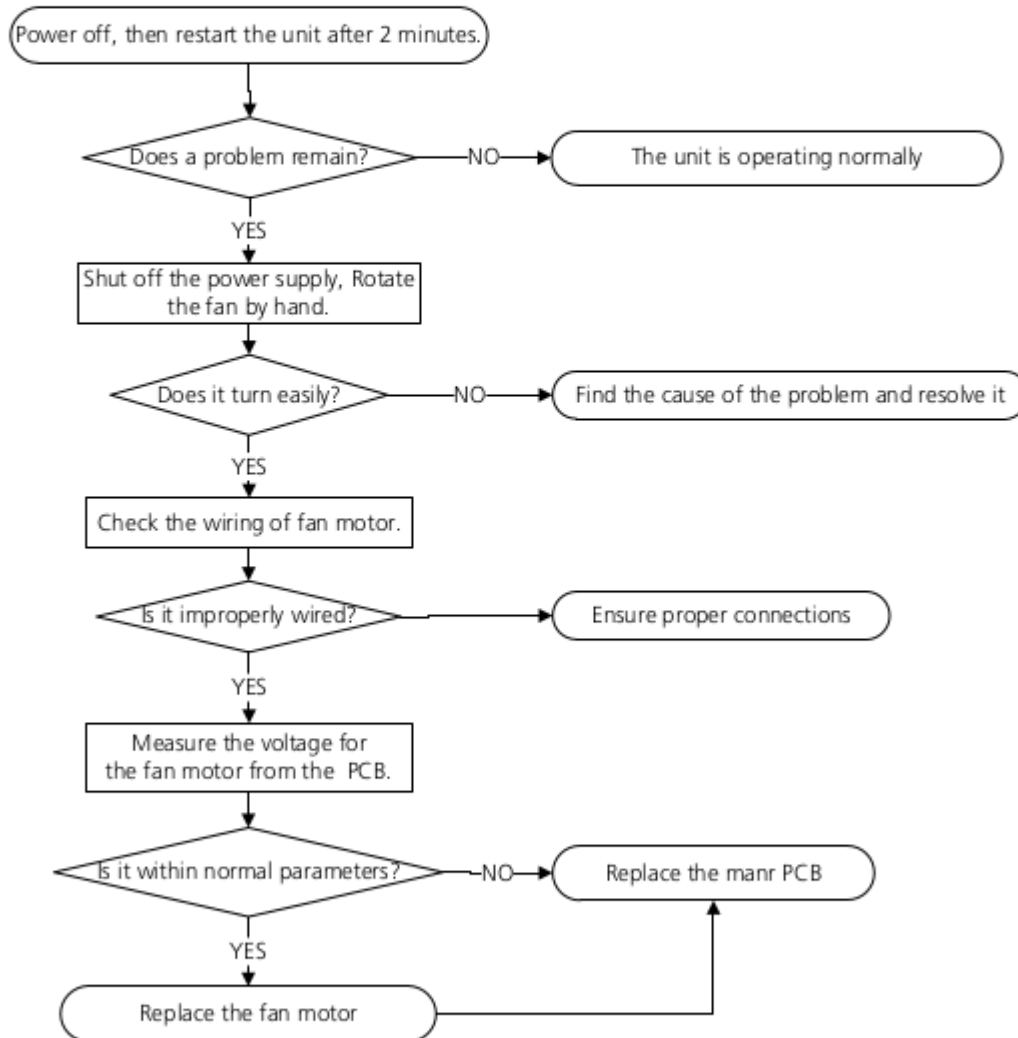 Power off, then restart the unit after 2 minutes.
Does a problem remain?
NO
The unit is operating normally
YES
Shut off the power supply, Rotate
the fan by hand.
Does it turn easily?
NO
Find the cause of the problem and resolve it
YES
Check the wiring of fan motor.
Is it improperly wired?
Ensure proper connections
YES
Measure the voltage for
the fan motor from the PCB.
Is it within normal parameters?
NO
Replace the manr PCB
YES
Replace the fan motor